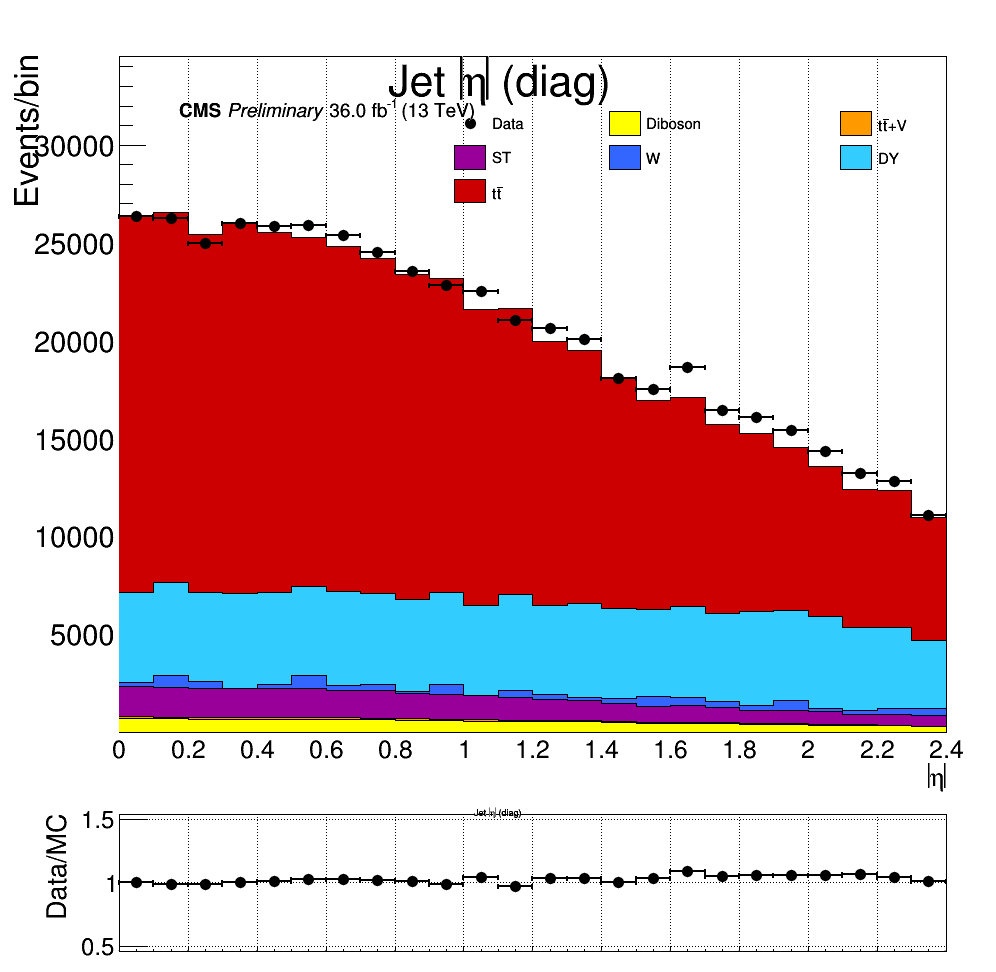 Jet |η| (diag)
CMS Preliminary 36.0 fb-1 (13 TeV)
Events/bin
Data
Diboson
tt̄+V
ST
W
DY
tt̄
30000
25000
20000
15000
10000
5000
0 0.2 0.4 0.6 0.8 1 1.2 1.4 1.6 1.8 2 2.2 2.4
|η|
Jet |η| (diag)
Data/MC
1.5
1
0.5